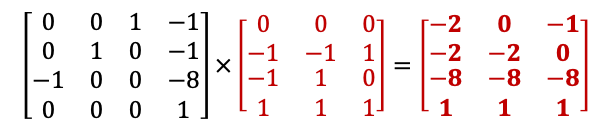 0 0 1 −1 0 0 0 −2 0 −1
0 1 0 −1 × −1 −1 1 = −2 −2 0
−1 0 0 −8 −1 1 0 −8 −8 −8
0 0 0 1 1 1 1 1 1 1